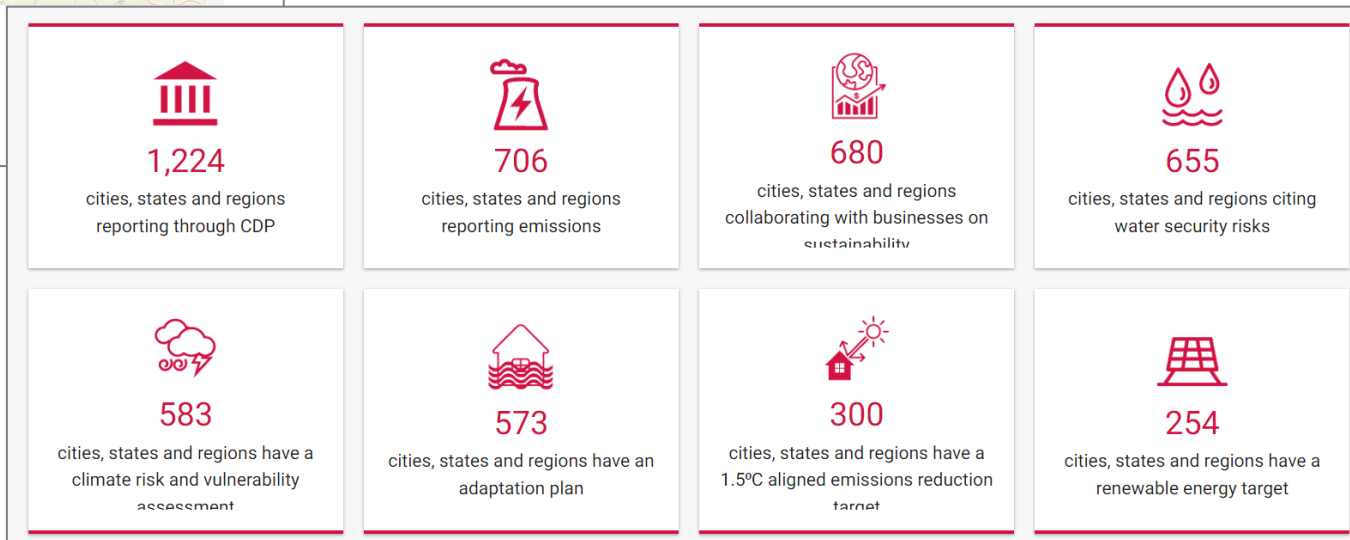 1,224
cities, states and regions
reporting through CDP
706
cities, states and regions
reporting emissions
680
cities, states and regions
collaborating with businesses on
sustainability
655
cities, states and regions citing
water security risks
583
cities, states and regions have a
climate risk and vulnerability
assessment
573
cities, states and regions have an
adaptation plan
300
cities, states and regions have a
1.5ºC aligned emissions reduction
target
254
cities, states and regions have a
renewable energy target